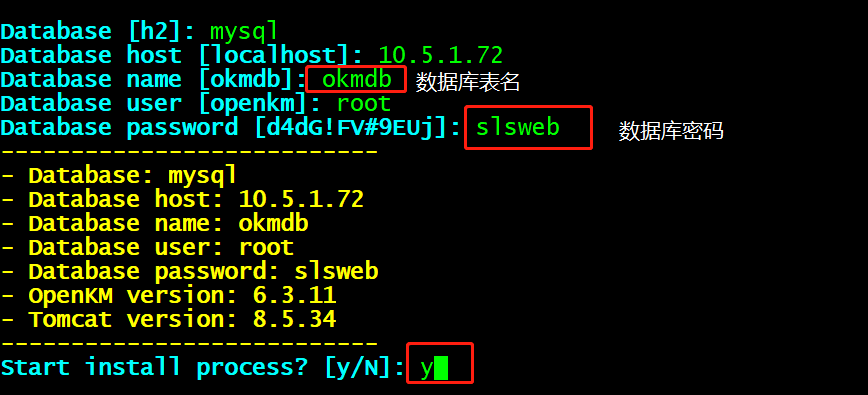 Database [h2]: mysql
Database host [localhost]: 10.5.1.72
Database name [okmdb]: okmdb 数据库表名
Database user [openkm]: root
Database password [d4dG!FV#9EUj]: slsweb 数据库密码
---------------------------
- Database: mysql
- Database host: 10.5.1.72
- Database name: okmdb
- Database user: root
- Database password: slsweb
- OpenKM version: 6.3.11
- Tomcat version: 8.5.34
---------------------------
Start install process? [y/N]: y